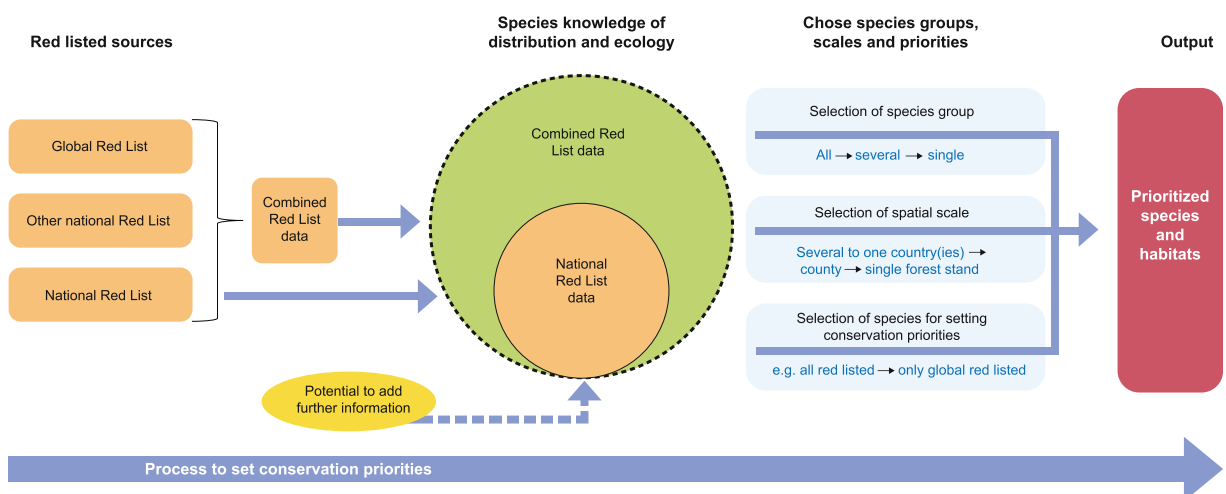 Red listed sources
Species knowledge of
distribution and ecology
Chose species groups,
scales and priorities
Output
Global Red List
Other national Red List
National Red List
Combined
Red List
data
Combined Red
List data
National
Red List
data
Potential to add
further information
Selection of species group
All → several → single
Selection of spatial scale
Several to one country(ies) →
county → single forest stand
Selection of species for setting
conservation priorities
e.g. all red listed → only global red listed
Prioritized
species
and
habitats
Process to set conservation priorities